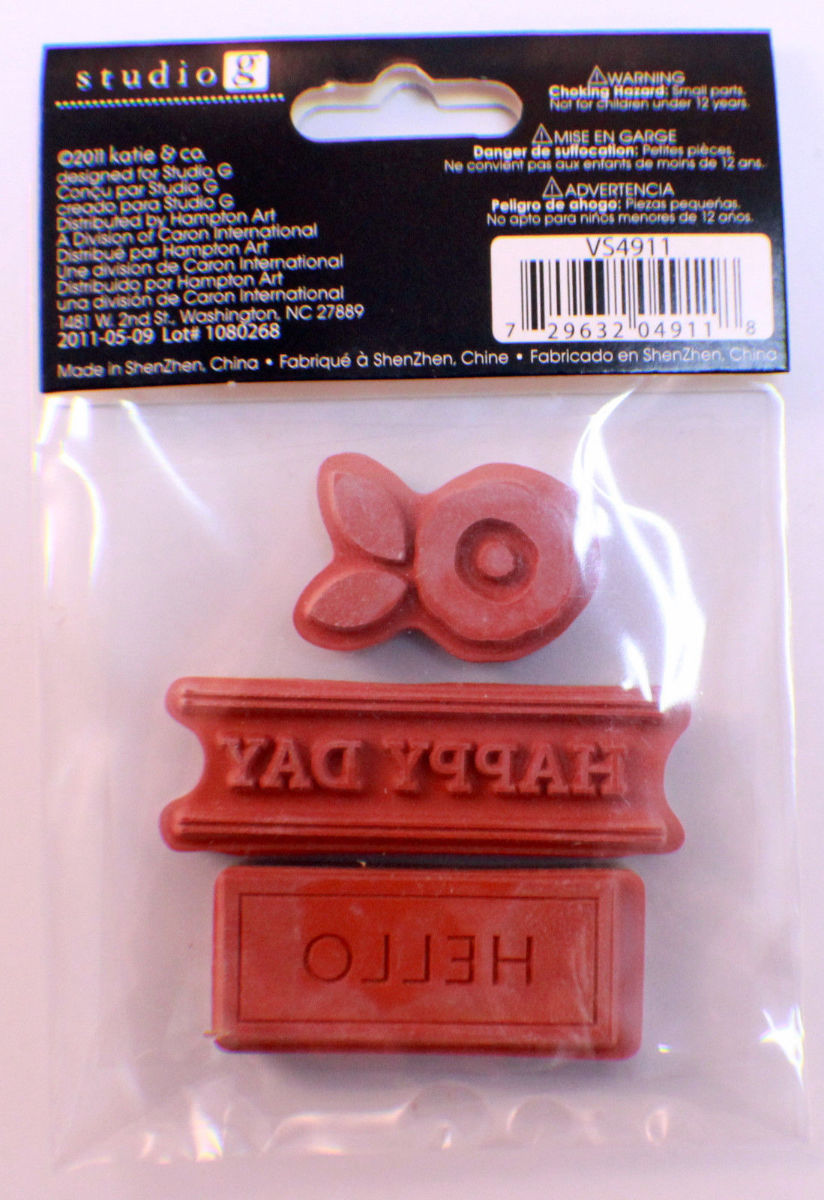 studio g
©2011 katie & co.
designed for Studio G
Conçu par Studio G
creado para Studio G
Distributed by Hampton Art
A Division of Caron International
Distribué par Hampton Art
Une división de Caron International
Distribuido por Hampton Art
una división de Caron International
1481 W. 2nd St., Washington, NC 27889
2011-05-09 Lot# 1080268
WARNING
Choking Hazard: Small parts.
Not for children under 12 years.
MISE EN GARGE
Danger de suffocation: Petites pièces.
Ne convient pas aux enfants de moins de 12 ans.
ADVERTENCIA
Peligro de ahogo: Piezas pequeñas.
No apto para niños menores de 12 años.
VS4911
7 29632 04911 8
Made in ShenZhen, China • Fabriqué à ShenZhen, Chine • Fabricado en ShenZhen, China
HAPPY DAY
HELLO